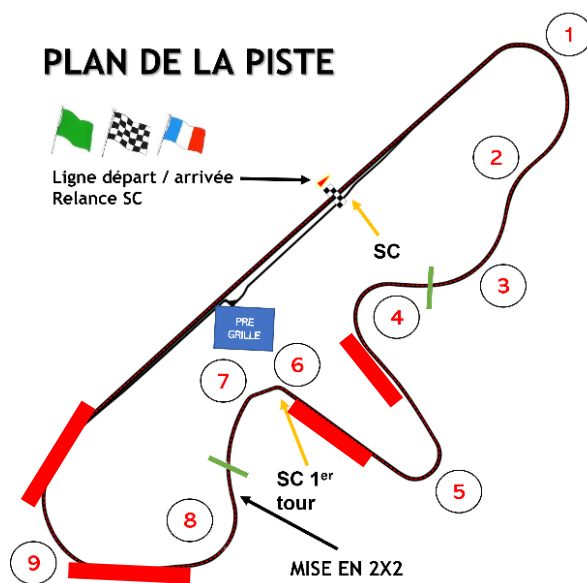 PLAN DE LA PISTE
1
2
Ligne départ / arrivée
Relance SC
SC
3
4
PRE
GRILLE
6
7
SC 1er
tour
5
8
MISE EN 2X2
9